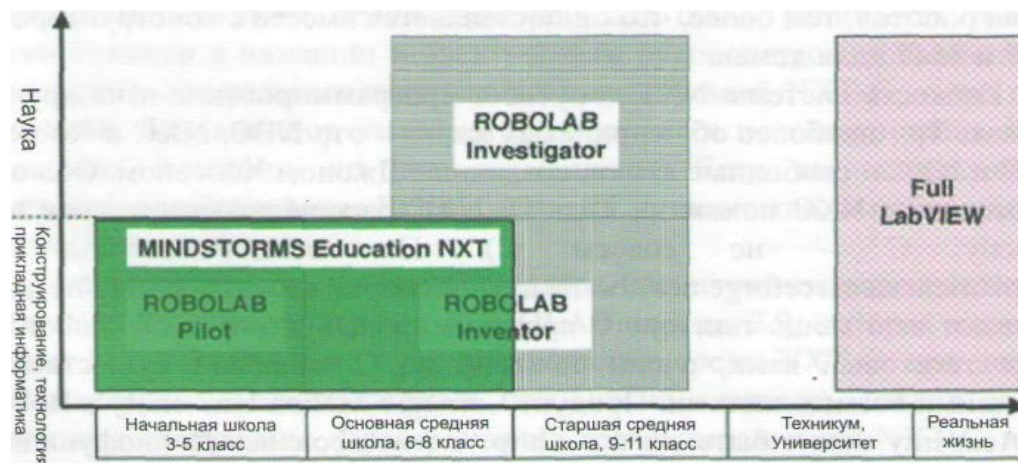 Наука
Конструирование, технология
прикладная информатика
ROBOLAB
Investigator
Full
LabVIEW
MINDSTORMS Education NXT
ROBOLAB
Pilot
ROBOLAB
Inventor
Начальная школа
3-5 класс
Основная средняя
школа, 6-8 класс
Старшая средняя
школа, 9-11 класс
Техникум,
Университет
Реальная
жизнь